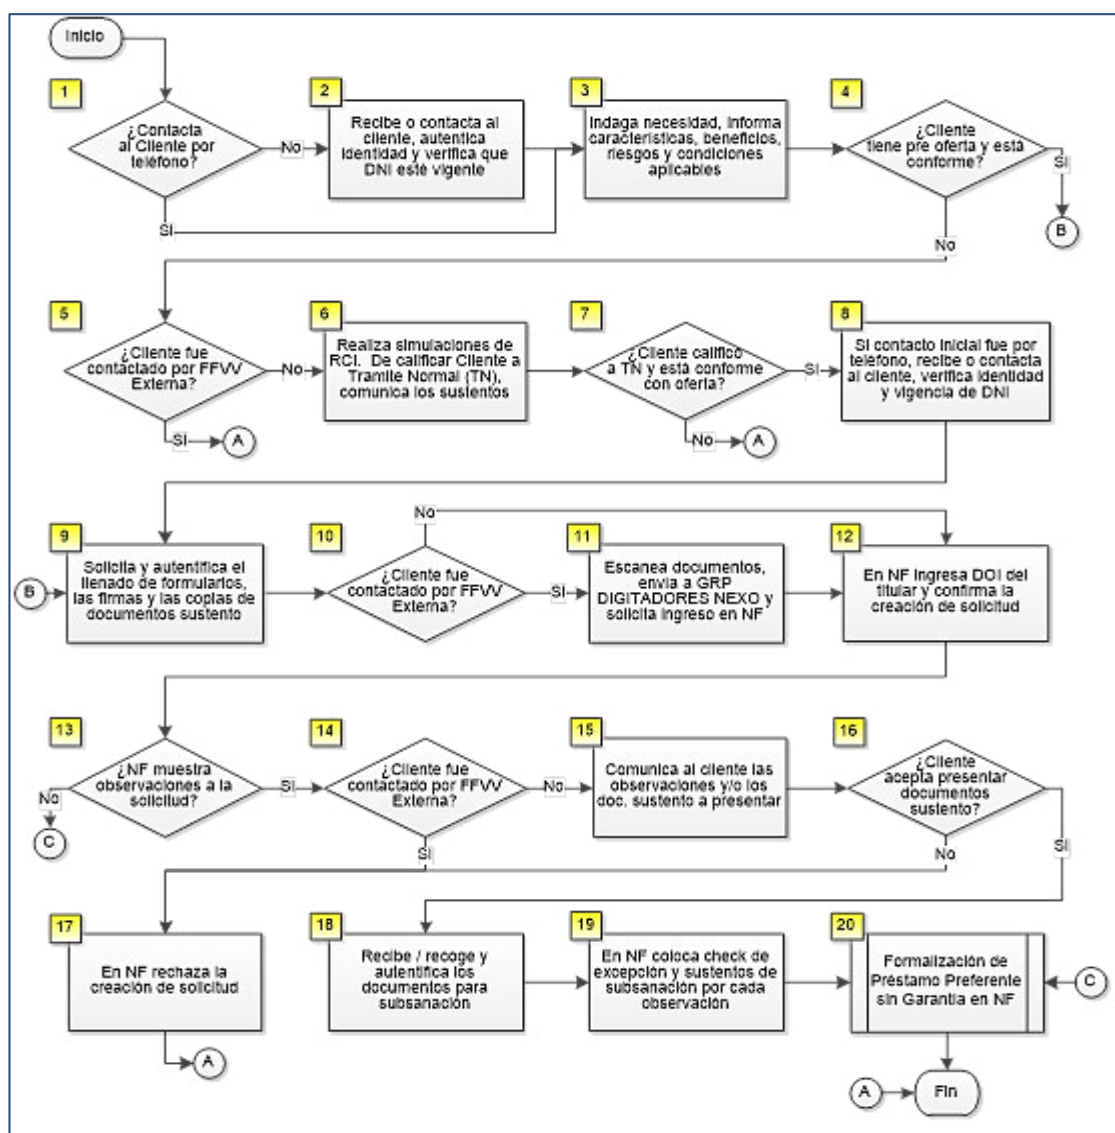 Inicio
1
¿Contacta
al Cliente por
teléfono?
No
Si
2
Recibe o contacta al
cliente, autentica
identidad y verifica que
DNI esté vigente
3
Indaga necesidad, informa
características, beneficios,
riesgos y condiciones
aplicables
4
¿Cliente
tiene pre oferta y está
conforme?
Si
B
No
5
¿Cliente fue
contactado por FFVV
Externa?
No
Si
A
6
Realiza simulaciones de
RCI. De calificar Cliente a
Tramite Normal (TN),
comunica los sustentos
7
¿Cliente calificó
a TN y está conforme
con oferta?
Si
No
A
8
Si contacto inicial fue por
teléfono, recibe o contacta
al cliente, verifica identidad
y vigencia de DNI
B
9
Solicita y autentifica el
llenado de formularios,
las firmas y las copias de
documentos sustento
10
¿Cliente fue
contactado por FFVV
Externa?
No
Si
11
Escanea documentos,
envia a GRP
DIGITADORES NEXO y
solicita ingreso en NF
12
En NF ingresa DOI del
titular y confirma la
creación de solicitud
13
¿NF muestra
observaciones a la
solicitud?
No
C
Si
14
¿Cliente fue
contactado por FFVV
Externa?
No
Si
15
Comunica al cliente las
observaciones y/o los
doc. sustento a presentar
16
¿Cliente
acepta presentar
documentos
sustento?
No
Si
17
En NF rechaza la
creación de solicitud
A
18
Recibe / recoge y
autentifica los
documentos para
subsanación
19
En NF coloca check de
excepción y sustentos de
subsanación por cada
observación
20
Formalización de
Préstamo Preferente
sin Garantia en NF
C
A
Fin